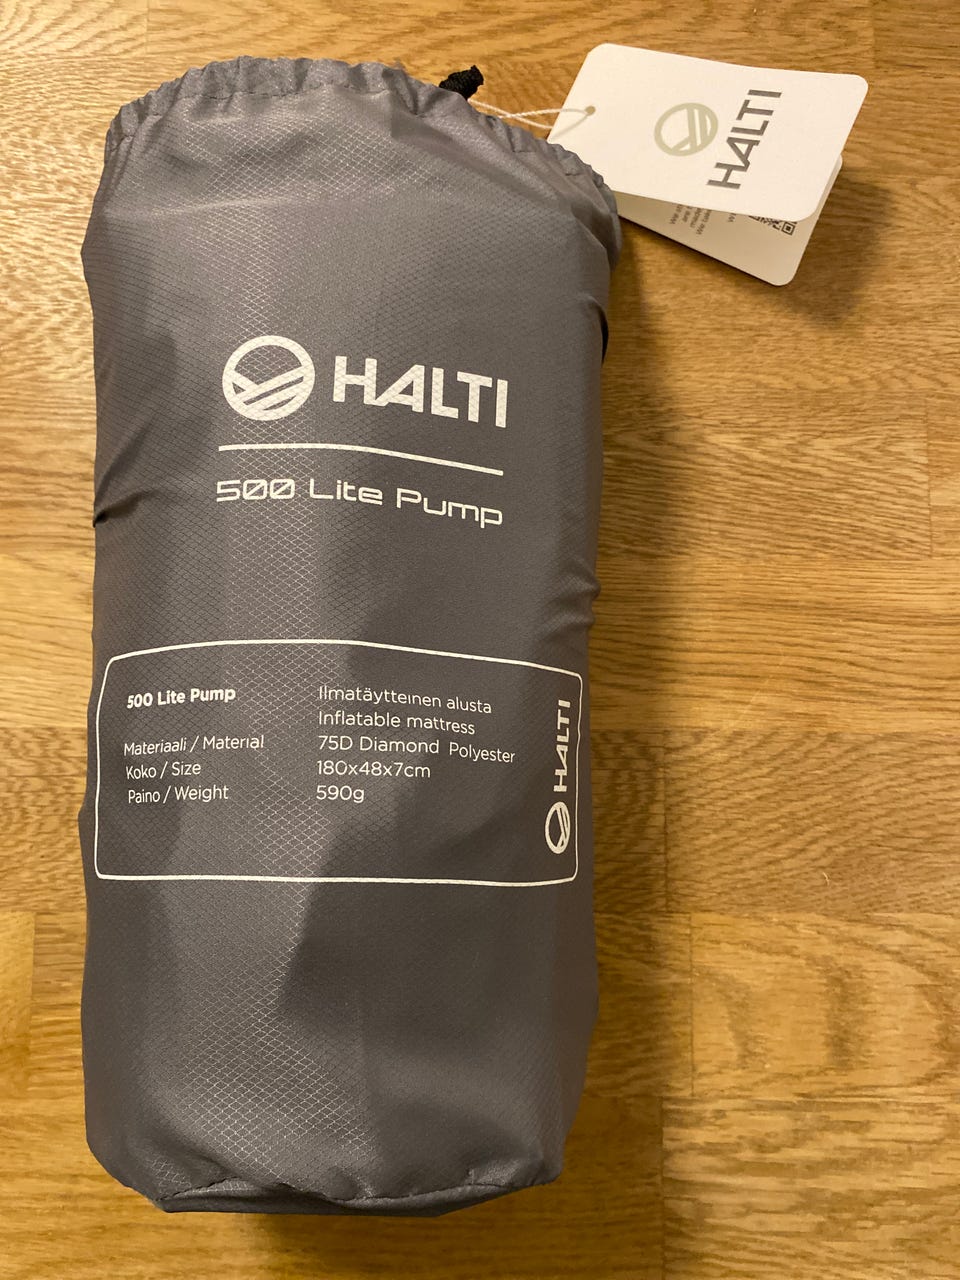 HALTI
HALTI
500 Lite Pump
500 Lite Pump
Ilmatäytteinen alusta
Inflatable mattress
Materiaali / Material 75D Diamond Polyester
Koko / Size 180x48x7cm
Paino / Weight 590g
HALTI